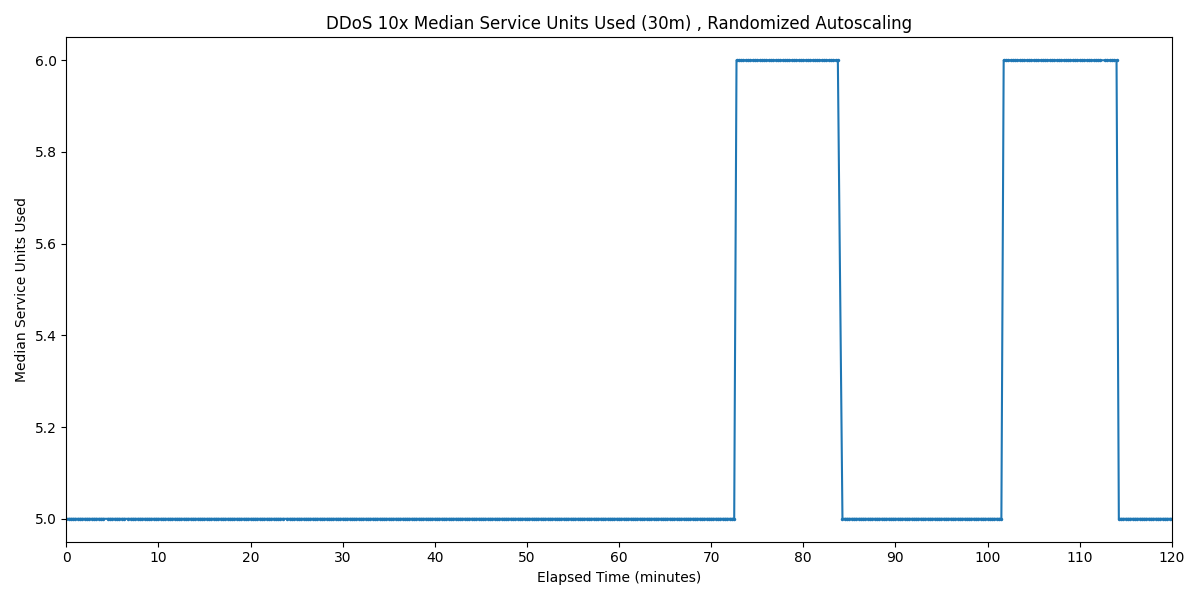 DDoS 10x Median Service Units Used (30m) , Randomized Autoscaling
Median Service Units Used
6.0
5.8
5.6
5.4
5.2
5.0
0 10 20 30 40 50 60 70 80 90 100 110 120
Elapsed Time (minutes)